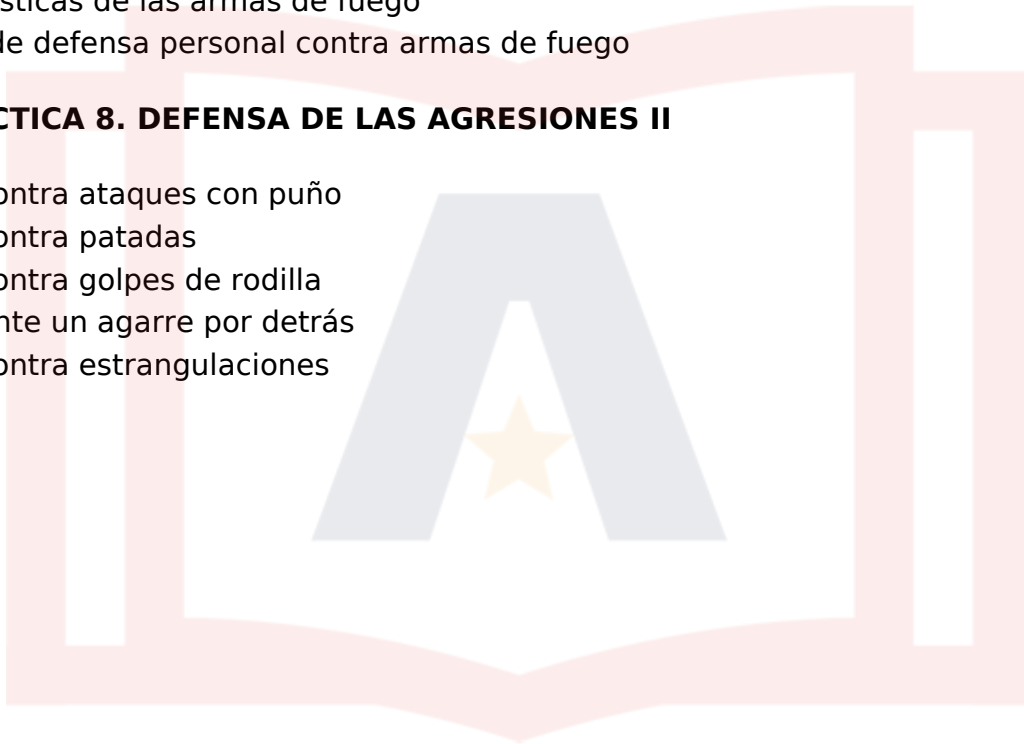 sticas de las armas de fuego
de defensa personal contra armas de fuego
CTICA 8. DEFENSA DE LAS AGRESIONES II
ontra ataques con puño
ontra patadas
ontra golpes de rodilla
nte un agarre por detrás
ontra estrangulaciones